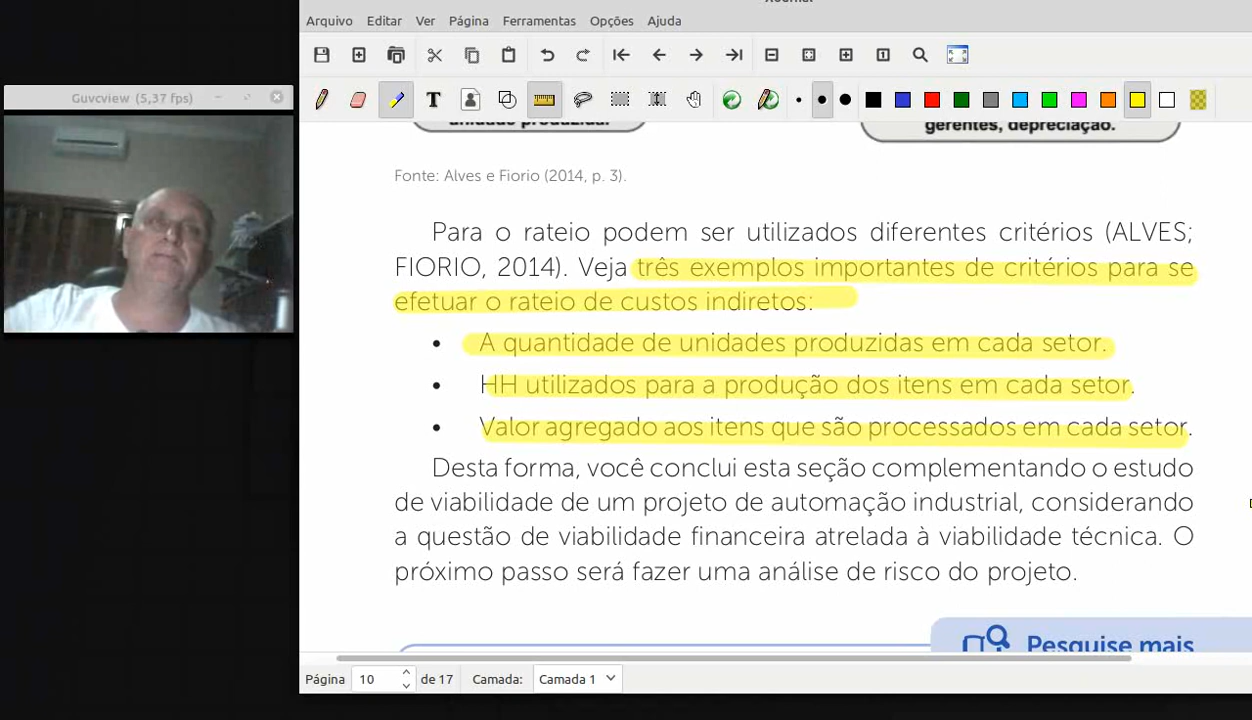 Xournal
Arquivo Editar Ver Página Ferramentas Opções Ajuda
Guvcview (5,37 fps)
T
unidade produzida.
gerentes, depreciação.
Fonte: Alves e Fiorio (2014, p. 3).
Para o rateio podem ser utilizados diferentes critérios (ALVES;
FIORIO, 2014). Veja três exemplos importantes de critérios para se
efetuar o rateio de custos indiretos:
• A quantidade de unidades produzidas em cada setor.
• HH utilizados para a produção dos itens em cada setor.
• Valor agregado aos itens que são processados em cada setor.
Desta forma, você conclui esta seção complementando o estudo
de viabilidade de um projeto de automação industrial, considerando
a questão de viabilidade financeira atrelada à viabilidade técnica. O
próximo passo será fazer uma análise de risco do projeto.
Pesquise mais
Página 10 de 17 Camada: Camada 1